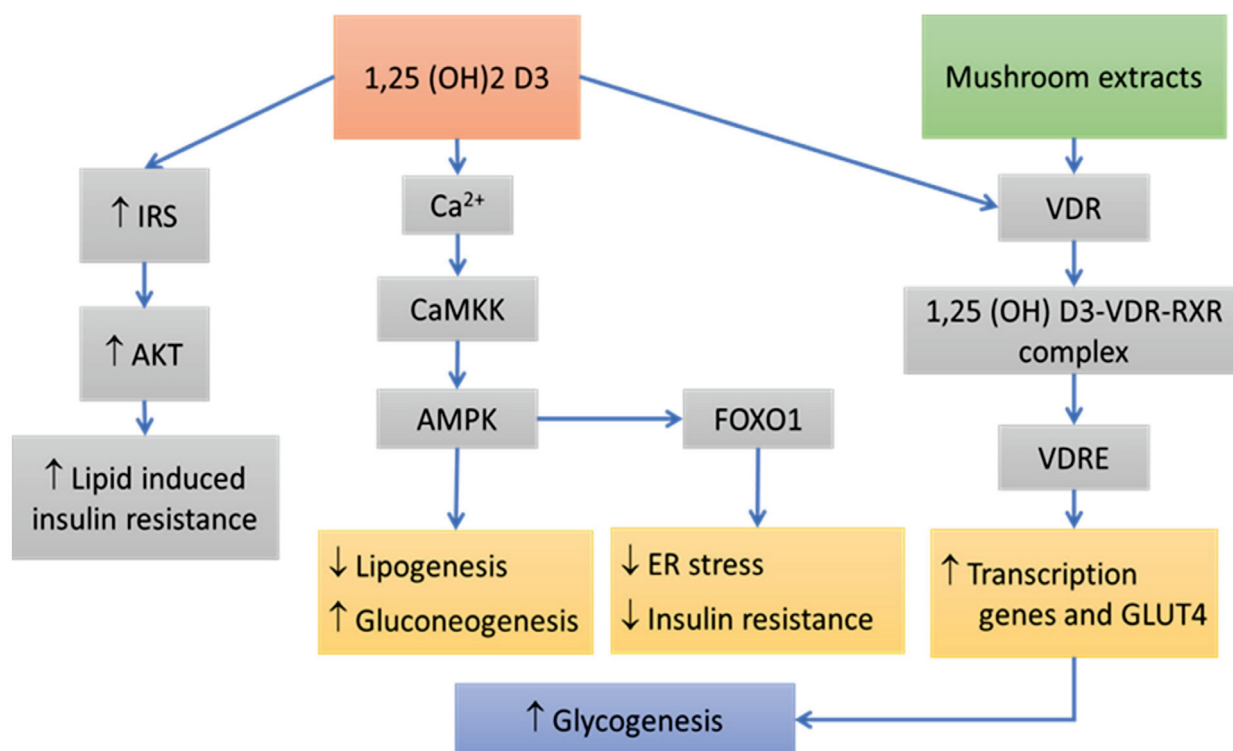 1,25 (OH)2 D3
Mushroom extracts
↑ IRS
Ca²⁺
VDR
CaMKK
1,25 (OH) D3-VDR-RXR
complex
↑ AKT
AMPK
FOXO1
VDRE
↑ Lipid induced
insulin resistance
↓ Lipogenesis
↑ Gluconeogenesis
↓ ER stress
↓ Insulin resistance
↑ Transcription
genes and GLUT4
↑ Glycogenesis